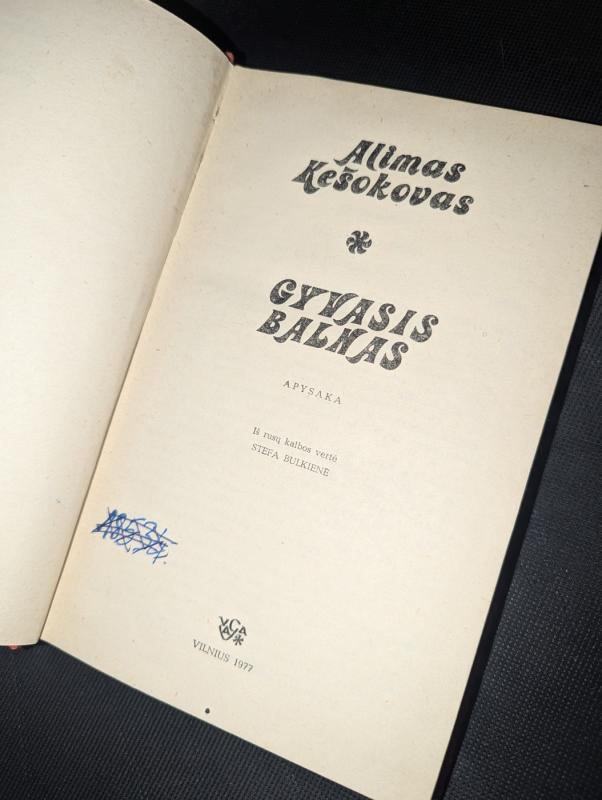 Alimas
Kešokovas
GYVASIS
BALNAS
APYSAKA
Iš rusų kalbos vertė
STEFA BULKIENĖ
VILNIUS 1977